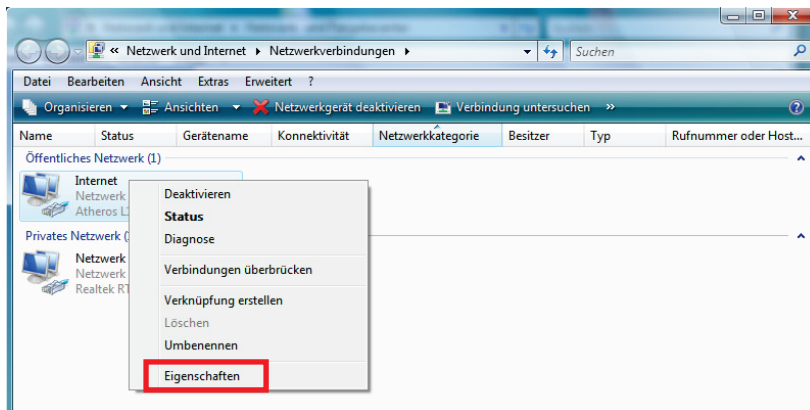 « Netzwerk und Internet ▸ Netzwerkverbindungen ▸ Suchen
Datei Bearbeiten Ansicht Extras Erweitert ?
Organisieren Ansichten Netzwerkgerät deaktivieren Verbindung untersuchen »
Name Status Gerätename Konnektivität Netzwerkkategorie Besitzer Typ Rufnummer oder Host...
Öffentliches Netzwerk (1)
Internet
Netzwerk
Atheros
Deaktivieren
Status
Diagnose
Verbindungen überbrücken
Verknüpfung erstellen
Löschen
Umbenennen
Eigenschaften
Privates Netzwerk
Netzwerk
Netzwerk
Realtek